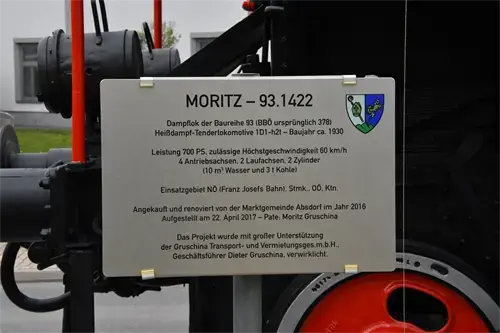 MORITZ – 93.1422
Dampflok der Baureihe 93 (BBÖ ursprünglich 378)
Heißdampf-Tenderlokomotive 1D1-h2t – Baujahr ca. 1930
Leistung 700 PS, zulässige Höchstgeschwindigkeit 60 km/h
4 Antriebsachsen, 2 Laufachsen, 2 Zylinder
(10 m³ Wasser und 3 t Kohle)
Einsatzgebiet NÖ (Franz Josefs Bahn), Stmk., OÖ, Ktn
Angekauft und renoviert von der Marktgemeinde Absdorf im Jahr 2016
Aufgestellt am 22. April 2017 – Pate: Moritz Gruschina
Das Projekt wurde mit großer Unterstützung
der Gruschina Transport- und Vermietungsges.m.b.H.,
Geschäftsführer Dieter Gruschina, verwirklicht.